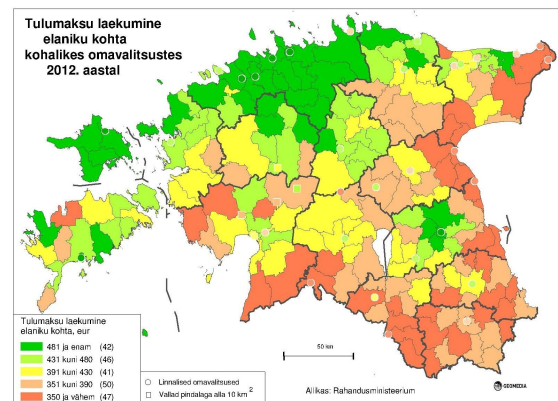 Tulumaksu laekumine
elaniku kohta
kohalikes omavalitsustes
2012. aastal
Tulumaksu laekumine
elaniku kohta, eur
481 ja enam (42)
431 kuni 480 (46)
391 kuni 430 (41)
351 kuni 390 (50)
350 ja vähem (47)
Linnalised omavalitsused
Vallad pindalaga alla 10 km²
50 km
Allikas: Rahandusministeerium
GEOMEDIA